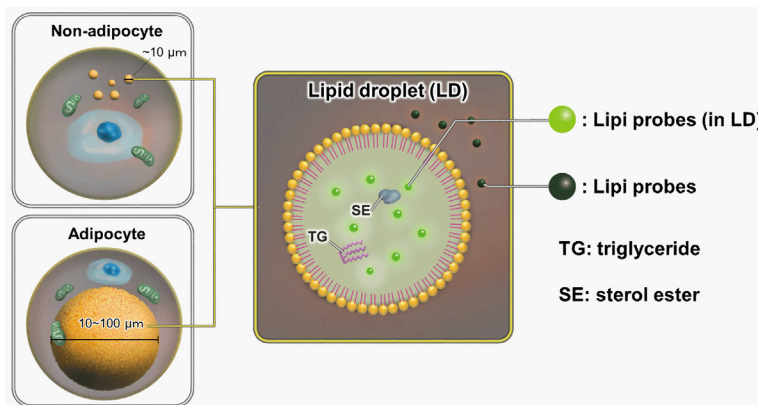 Non-adipocyte
~10 μm
Adipocyte
10~100 μm
Lipid droplet (LD)
SE
TG
: Lipi probes (in LD)
: Lipi probes
TG: triglyceride
SE: sterol ester